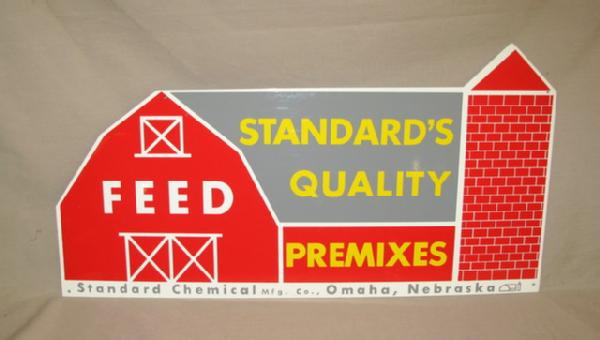 STANDARD'S
QUALITY
FEED
PREMIXES
Standard Chemical Mfg. Co., Omaha, Nebraska